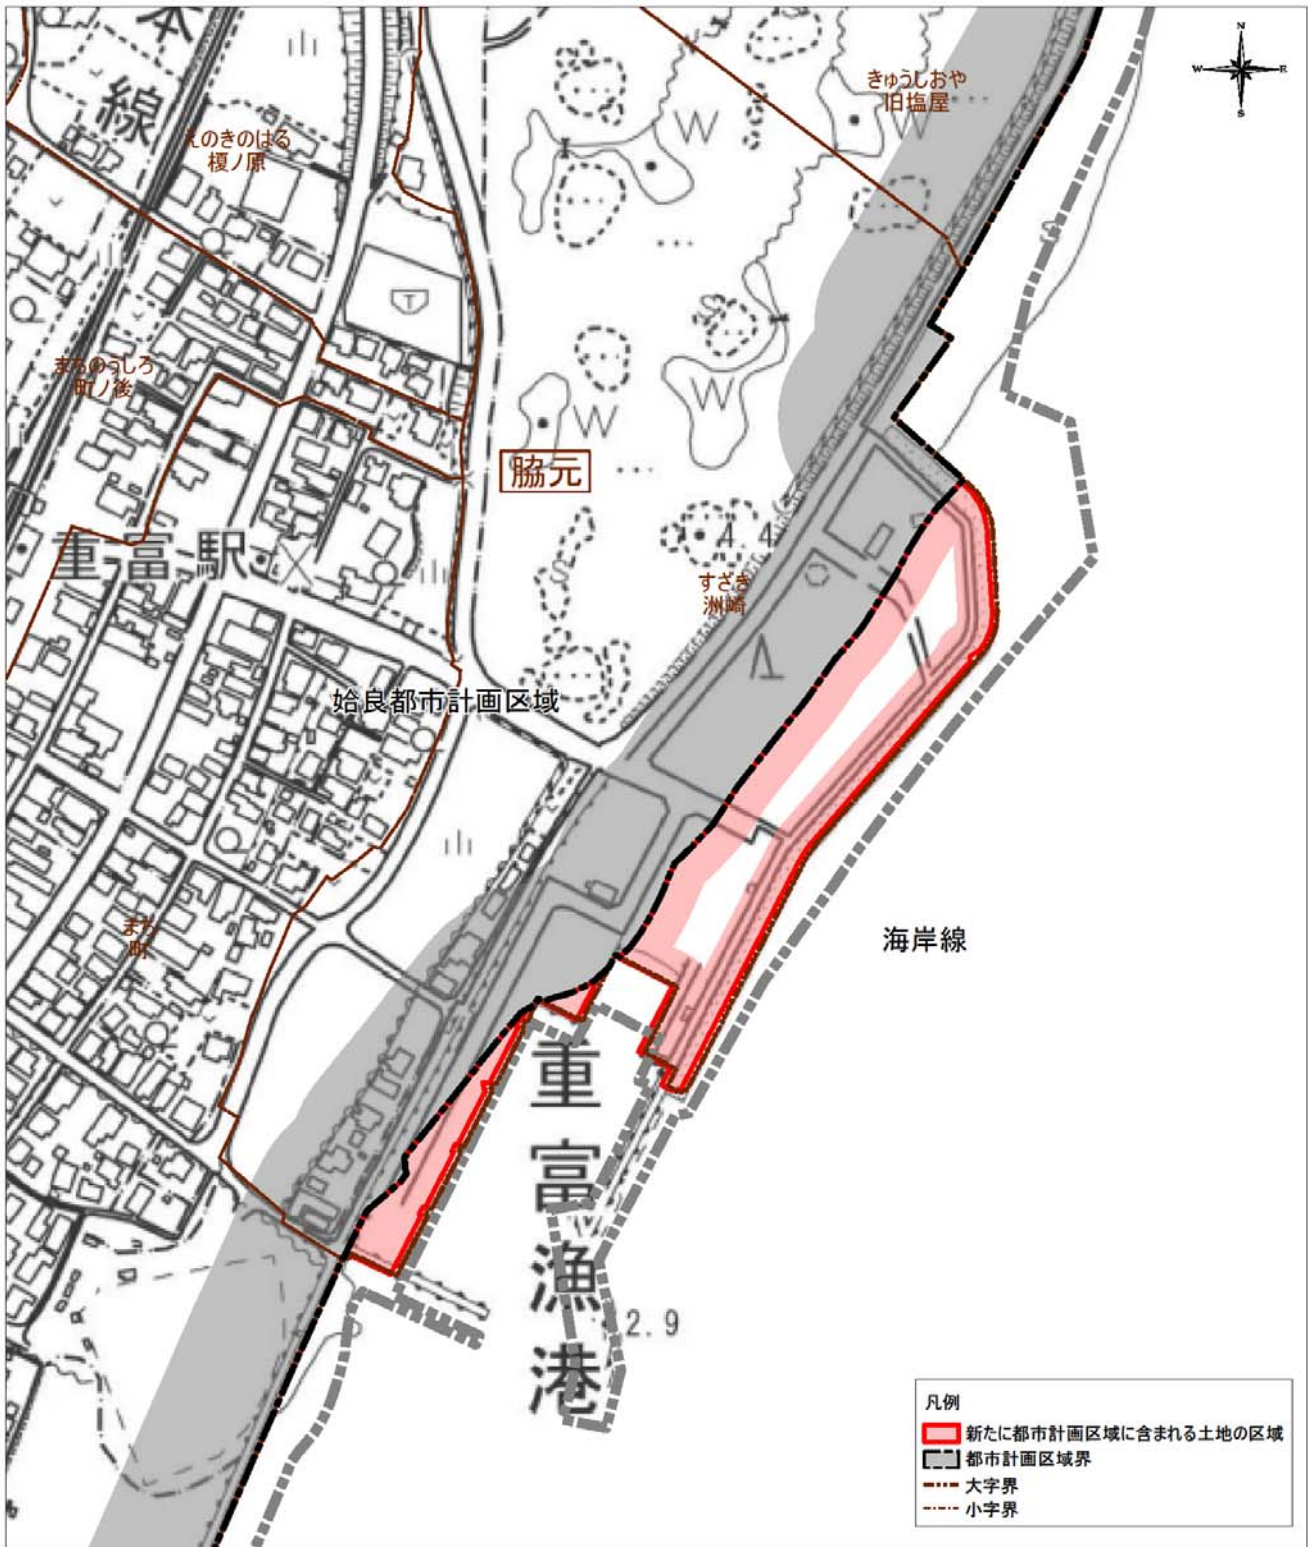 本
線
N
W
E
S
きゅうしおや
旧塩屋
えのきのはる
榎ノ原
W
W
T
まちのうしろ
町ノ後
W
W
脇元
重富駅
4.4
すざき
洲崎
姶良都市計画区域
まち
町
海岸線
重富漁港
2.9
凡例
新たに都市計画区域に含まれる土地の区域
都市計画区域界
大字界
小字界